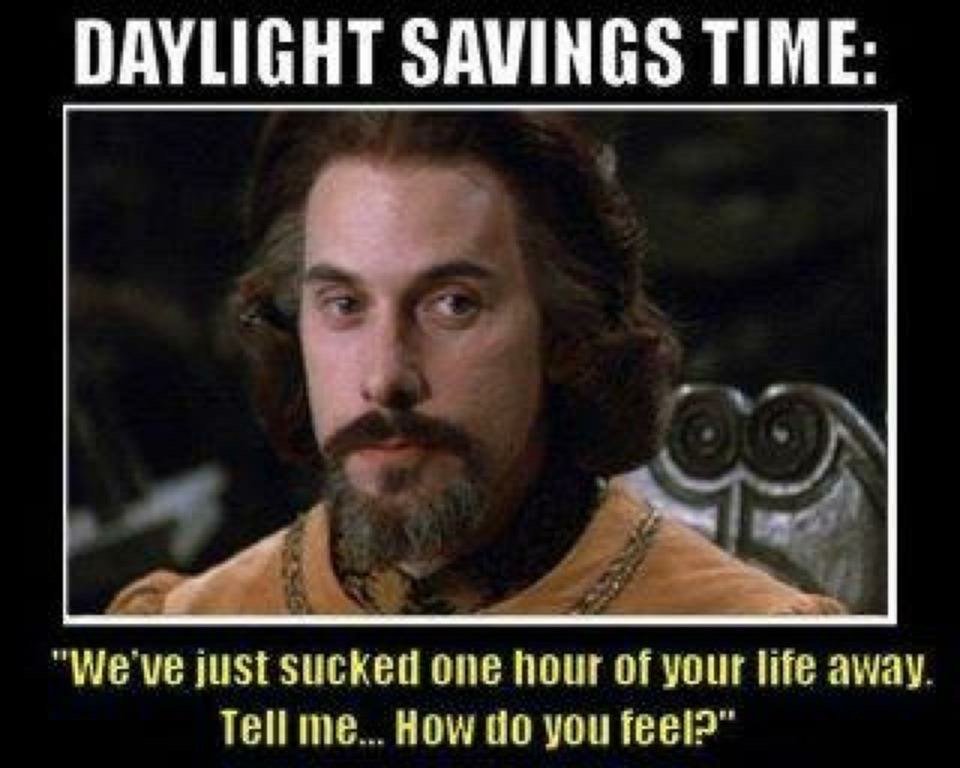 DAYLIGHT SAVINGS TIME:
"We've just sucked one hour of your life away.
Tell me... How do you feel?"